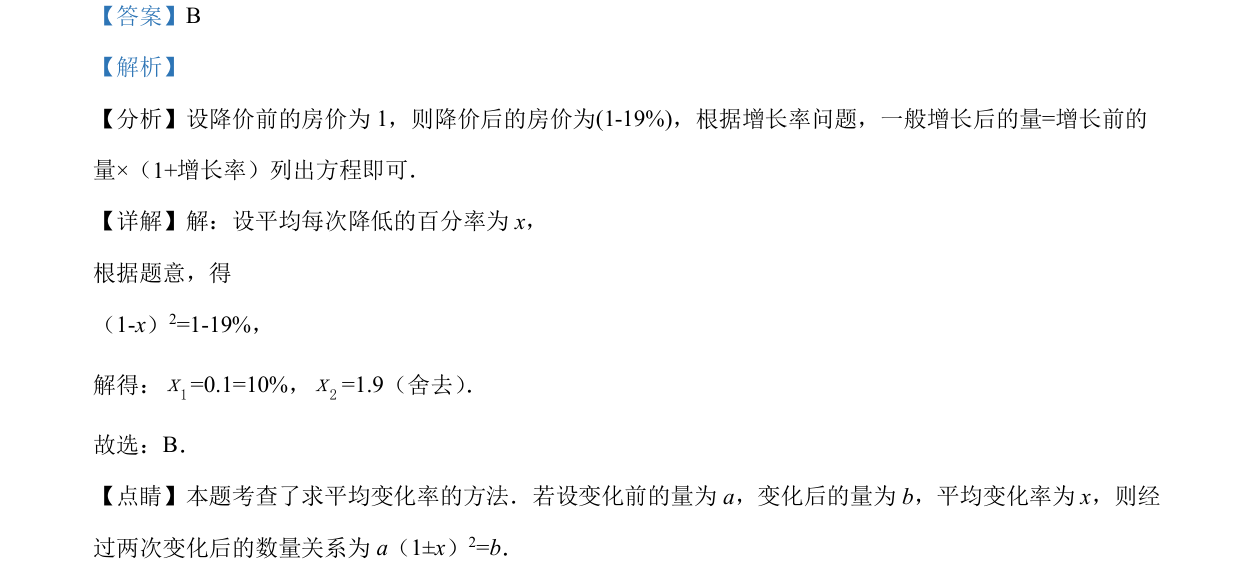 【答案】B
【解析】
【分析】设降价前的房价为 1，则降价后的房价为(1-19%)，根据增长率问题，一般增长后的量=增长前的
量×（1+增长率）列出方程即可．
【详解】解：设平均每次降低的百分率为 x，
根据题意，得
（1-x）²=1-19%，
解得： x₁=0.1=10%， x₂=1.9（舍去）．
故选：B．
【点睛】本题考查了求平均变化率的方法．若设变化前的量为 a，变化后的量为 b，平均变化率为 x，则经
过两次变化后的数量关系为 a（1±x）²=b．